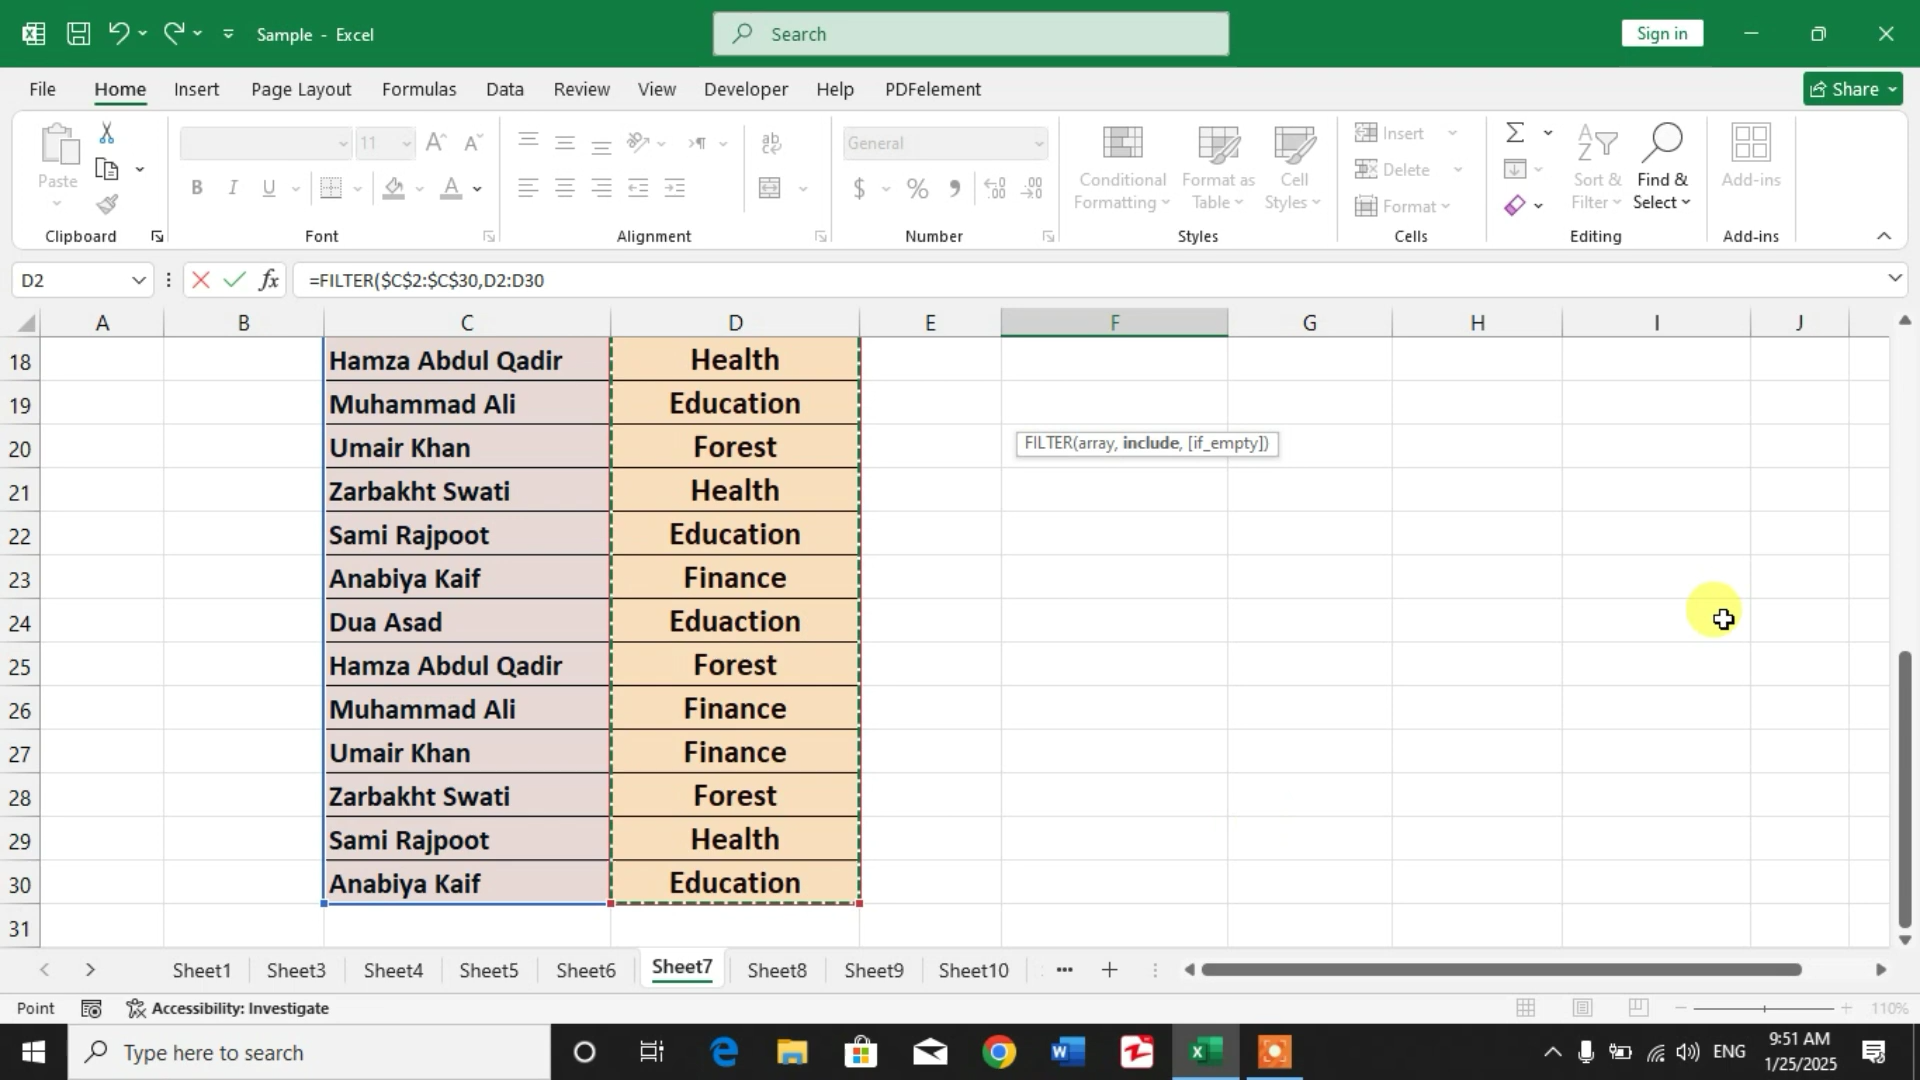 Sample - Excel
Search
Sign in
File Home Insert Page Layout Formulas Data Review View Developer Help PDFelement
Share
Paste
Clipboard
11
Font
Alignment
General
Number
Conditional Formatting
Format as Table
Cell Styles
Styles
Insert
Delete
Format
Cells
Sort & Filter
Find & Select
Editing
Add-ins
Add-ins
D2
=FILTER($C$2:$C$30,D2:D30
A B C D E F G H I J
18 Hamza Abdul Qadir Health
19 Muhammad Ali Education
20 Umair Khan Forest
FILTER(array, include, [if_empty])
21 Zarbakht Swati Health
22 Sami Rajpoot Education
23 Anabiya Kaif Finance
24 Dua Asad Eduaction
25 Hamza Abdul Qadir Forest
26 Muhammad Ali Finance
27 Umair Khan Finance
28 Zarbakht Swati Forest
29 Sami Rajpoot Health
30 Anabiya Kaif Education
31
Sheet1 Sheet3 Sheet4 Sheet5 Sheet6 Sheet7 Sheet8 Sheet9 Sheet10
Point Accessibility: Investigate 110%
Type here to search
ENG
9:51 AM
1/25/2025